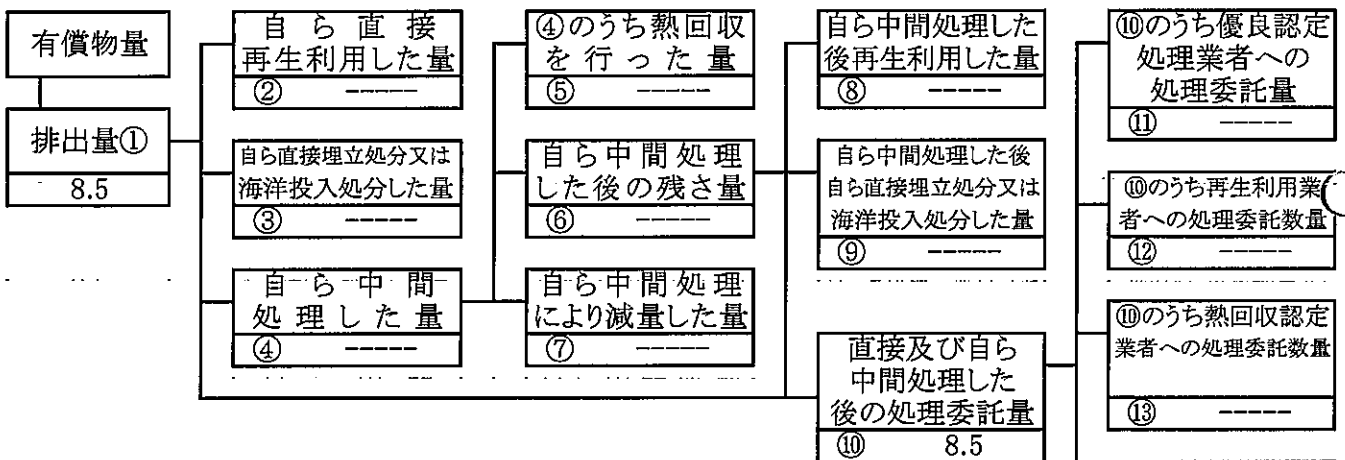 有償物量
排出量①
8.5
自ら直接
再生利用した量
② -----
自ら直接埋立処分又は
海洋投入処分した量
③ -----
自ら中間
処理した量
④ -----
④のうち熱回収
を行った量
⑤ -----
自ら中間処理
した後の残さ量
⑥ -----
自ら中間処理
により減量した量
⑦ -----
自ら中間処理した
後再生利用した量
⑧ -----
自ら中間処理した後
自ら直接埋立処分又は
海洋投入処分した量
⑨ -----
直接及び自ら
中間処理した
後の処理委託量
⑩ 8.5
⑩のうち優良認定
処理業者への
処理委託量
⑪ -----
⑩のうち再生利用業
者への処理委託数量
⑫ -----
⑩のうち熱回収認定
業者への処理委託数量
⑬ -----